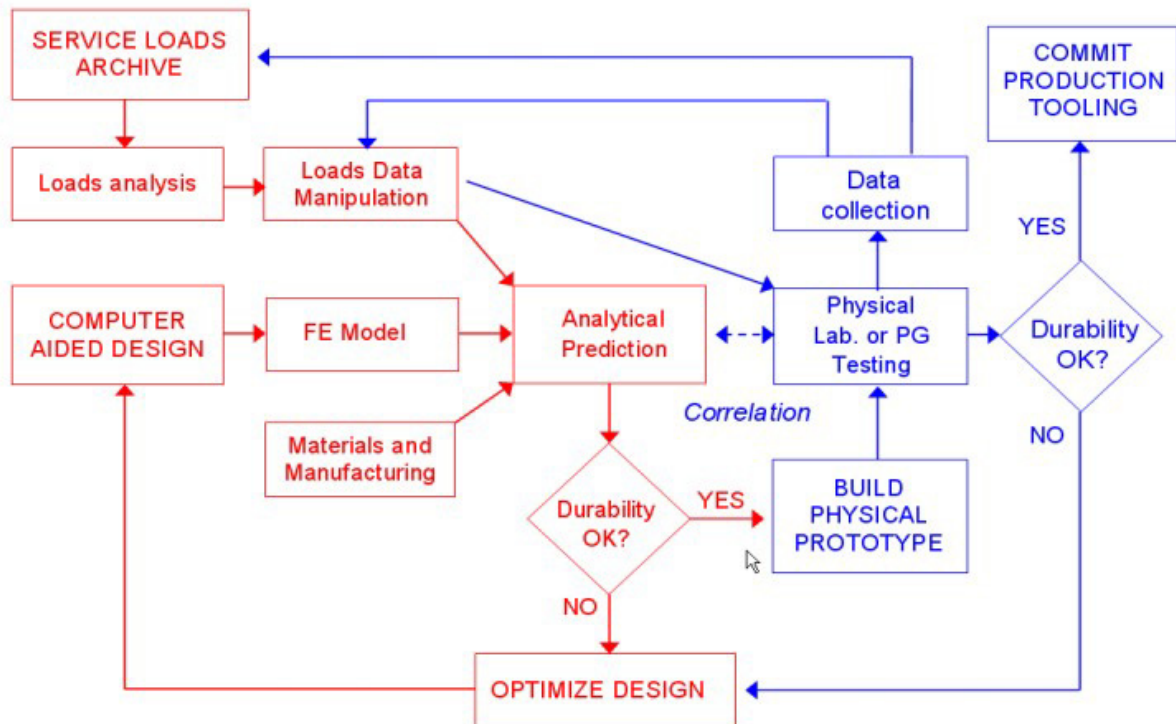 SERVICE LOADS
ARCHIVE
COMMIT
PRODUCTION
TOOLING
Loads analysis
Loads Data
Manipulation
Data
collection
YES
COMPUTER
AIDED DESIGN
FE Model
Analytical
Prediction
Physical
Lab. or PG
Testing
Durability
OK?
Correlation
NO
Materials and
Manufacturing
Durability
OK?
YES
BUILD
PHYSICAL
PROTOTYPE
NO
OPTIMIZE DESIGN